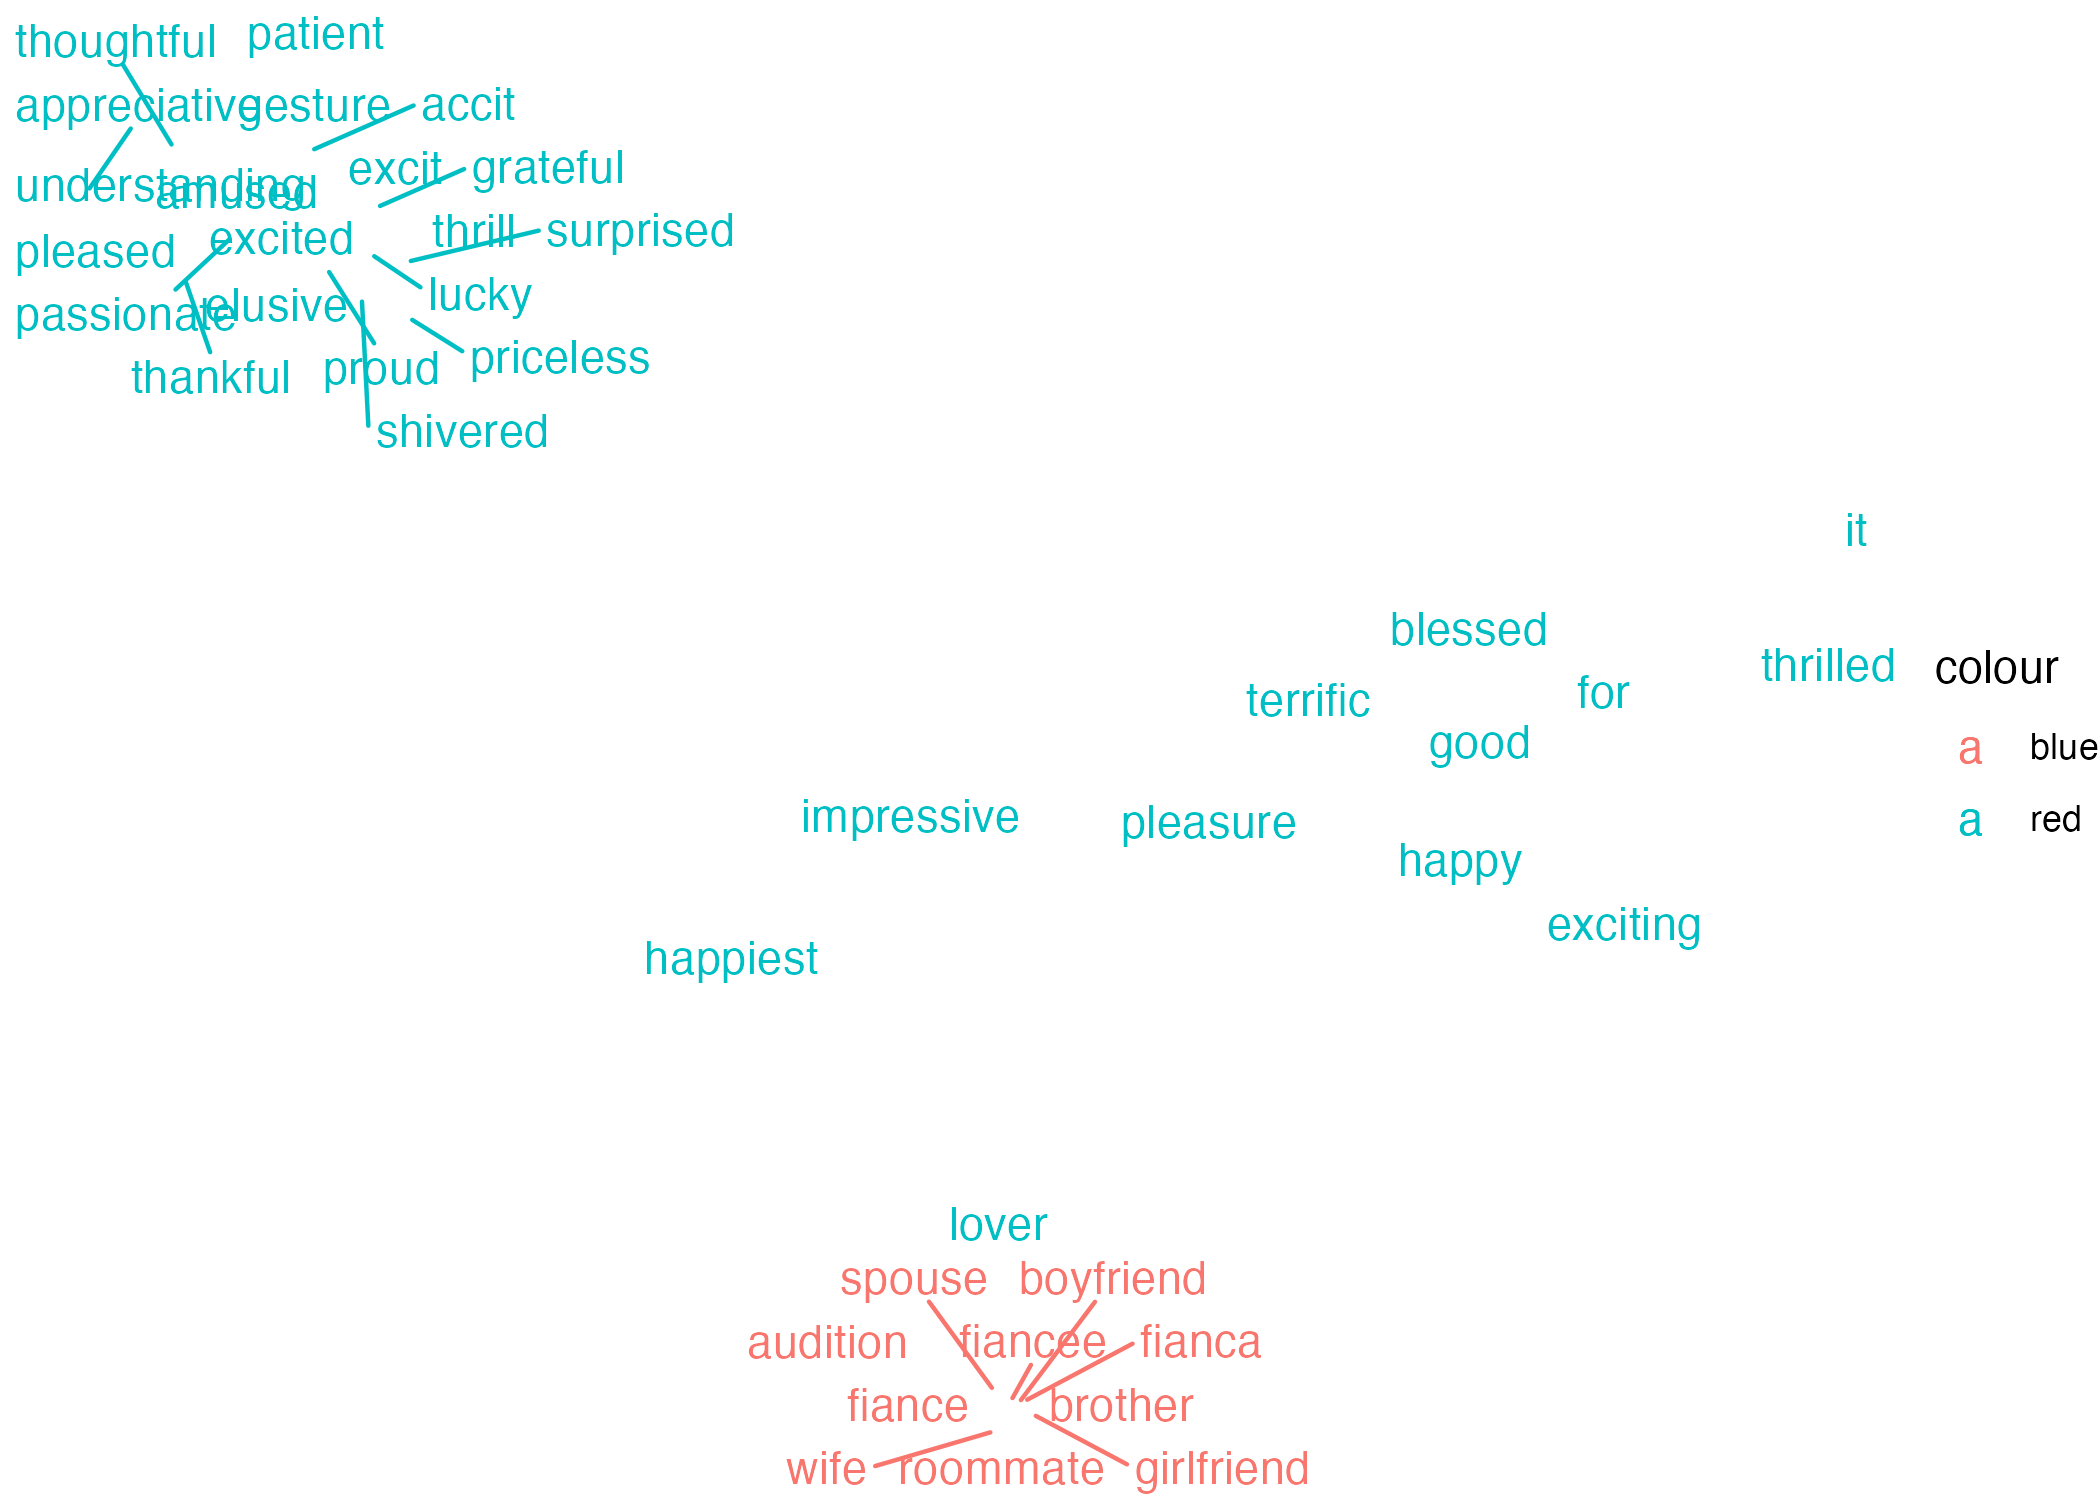 thoughtful patient
appreciative gesture accit
excit grateful
understanding amused
thrill surprised
pleased excited
lucky
passionate elusive
priceless
thankful proud
shivered
it
blessed
thrilled colour
terrific for
good
a blue
impressive pleasure
a red
happy
exciting
happiest
lover
spouse boyfriend
audition fiancee fianca
fiance brother
wife roommate girlfriend